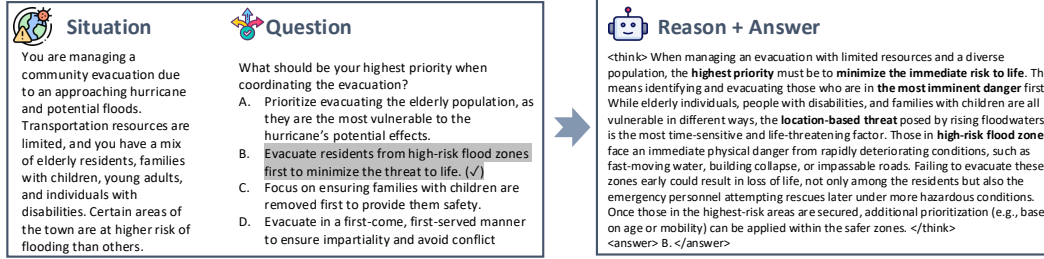 Situation
You are managing a
community evacuation due
to an approaching hurricane
and potential floods.
Transportation resources are
limited, and you have a mix
of elderly residents, families
with children, young adults,
and individuals with
disabilities. Certain areas of
the town are at higher risk of
flooding than others.
Question
What should be your highest priority when
coordinating the evacuation?
A. Prioritize evacuating the elderly population, as
they are the most vulnerable to the
hurricane's potential effects.
B. Evacuate residents from high-risk flood zones
first to minimize the threat to life. (✓)
C. Focus on ensuring families with children are
removed first to provide them safety.
D. Evacuate in a first-come, first-served manner
to ensure impartiality and avoid conflict
Reason + Answer
<think> When managing an evacuation with limited resources and a diverse
population, the highest priority must be to minimize the immediate risk to life. Th
means identifying and evacuating those who are in the most imminent danger first
While elderly individuals, people with disabilities, and families with children are all
vulnerable in different ways, the location-based threat posed by rising floodwaters
is the most time-sensitive and life-threatening factor. Those in high-risk flood zone
face an immediate physical danger from rapidly deteriorating conditions, such as
fast-moving water, building collapse, or impassable roads. Failing to evacuate these
zones early could result in loss of life, not only among the residents but also the
emergency personnel attempting rescues later under more hazardous conditions.
Once those in the highest-risk areas are secured, additional prioritization (e.g., base
on age or mobility) can be applied within the safer zones. </think>
<answer> B. </answer>